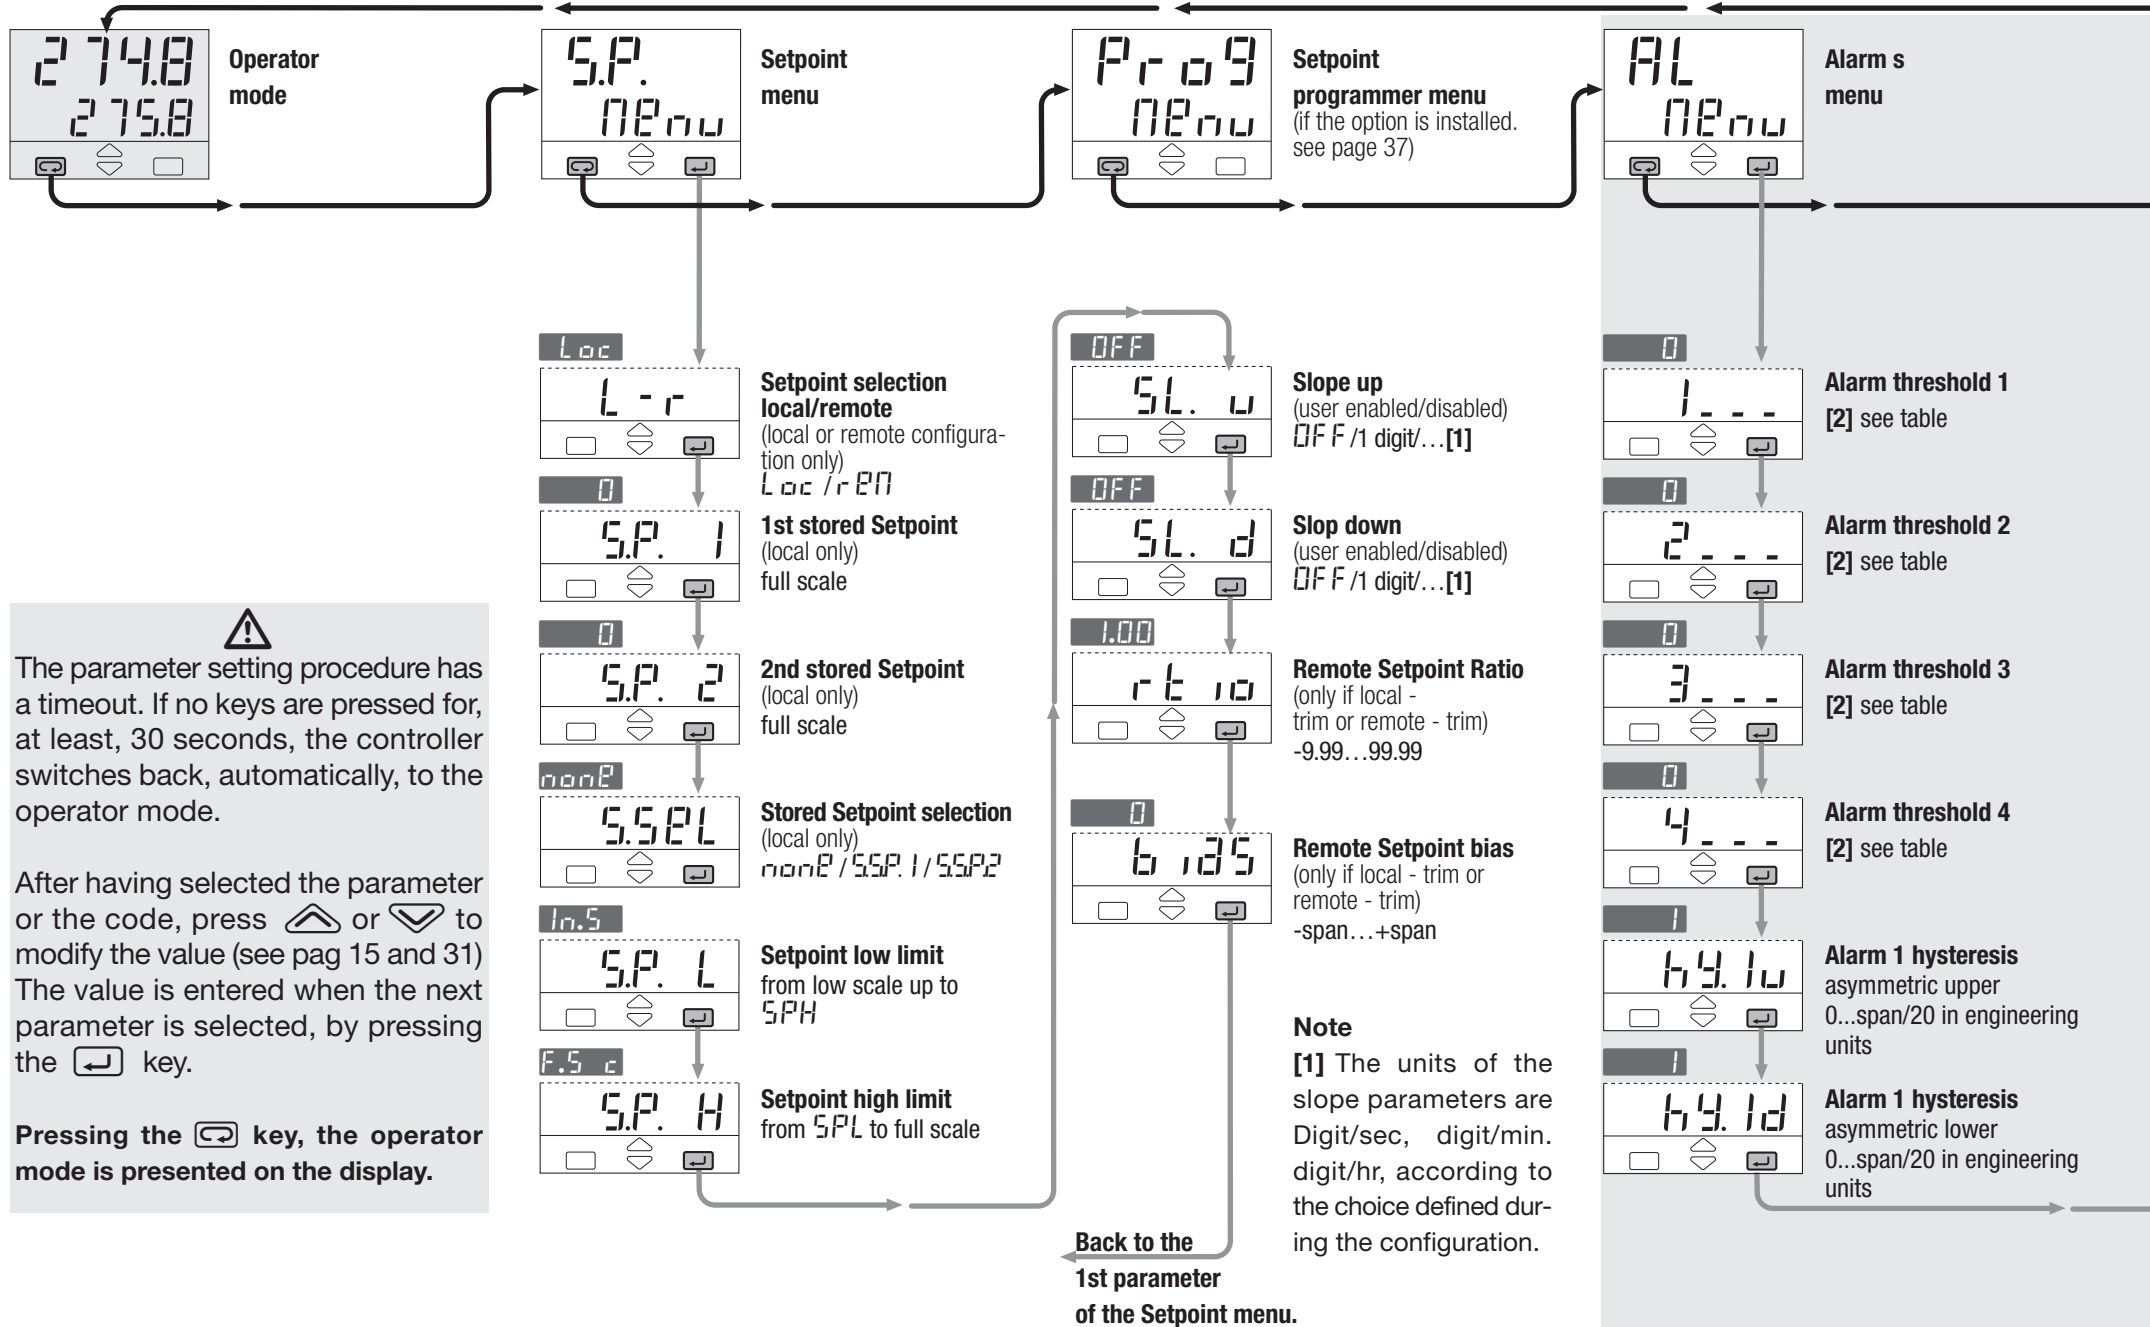 274.8
275.8
Operator
mode
S.P.
MEnu
Setpoint
menu
Prog
MEnu
Setpoint
programmer menu
(if the option is installed.
see page 37)
AL
MEnu
Alarm s
menu
The parameter setting procedure has
a timeout. If no keys are pressed for,
at least, 30 seconds, the controller
switches back, automatically, to the
operator mode.
After having selected the parameter
or the code, press or to
modify the value (see pag 15 and 31)
The value is entered when the next
parameter is selected, by pressing
the key.
Pressing the key, the operator
mode is presented on the display.
Loc
L-r
Setpoint selection
local/remote
(local or remote configura-
tion only)
Loc /rEM
0
S.P. 1
1st stored Setpoint
(local only)
full scale
0
S.P. 2
2nd stored Setpoint
(local only)
full scale
nonE
S.SEL
Stored Setpoint selection
(local only)
nonE / S.S.P. 1 / S.S.P.2
In.S
S.P. L
Setpoint low limit
from low scale up to
S.P.H
F.S c
S.P. H
Setpoint high limit
from S.P.L to full scale
OFF
SL. u
Slope up
(user enabled/disabled)
OFF /1 digit/…[1]
OFF
SL. d
Slop down
(user enabled/disabled)
OFF /1 digit/…[1]
1.00
rtio
Remote Setpoint Ratio
(only if local -
trim or remote - trim)
-9.99…99.99
0
biaS
Remote Setpoint bias
(only if local - trim or
remote - trim)
-span…+span
Note
[1] The units of the
slope parameters are
Digit/sec, digit/min.
digit/hr, according to
the choice defined dur-
ing the configuration.
Back to the
1st parameter
of the Setpoint menu.
0
1_ _ _
Alarm threshold 1
[2] see table
0
2_ _ _
Alarm threshold 2
[2] see table
0
3_ _ _
Alarm threshold 3
[2] see table
0
4_ _ _
Alarm threshold 4
[2] see table
1
hy.1u
Alarm 1 hysteresis
asymmetric upper
0...span/20 in engineering
units
1
hy.1d
Alarm 1 hysteresis
asymmetric lower
0...span/20 in engineering
units